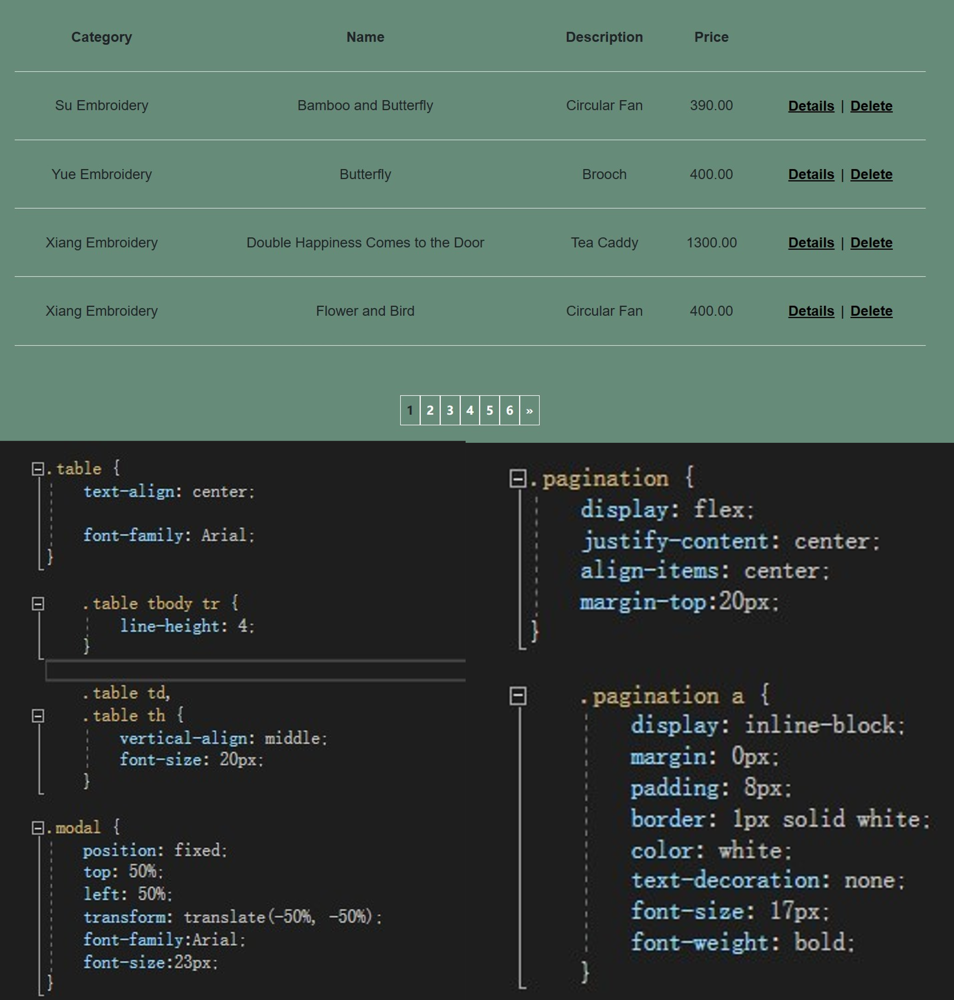 Category Name Description Price
Su Embroidery Bamboo and Butterfly Circular Fan 390.00 Details | Delete
Yue Embroidery Butterfly Brooch 400.00 Details | Delete
Xiang Embroidery Double Happiness Comes to the Door Tea Caddy 1300.00 Details | Delete
Xiang Embroidery Flower and Bird Circular Fan 400.00 Details | Delete
1 2 3 4 5 6 »
.table {
text-align: center;
font-family: Arial;
}
.table tbody tr {
line-height: 4;
}
.table td,
.table th {
vertical-align: middle;
font-size: 20px;
}
.modal {
position: fixed;
top: 50%;
left: 50%;
transform: translate(-50%, -50%);
font-family:Arial;
font-size:23px;
}
.pagination {
display: flex;
justify-content: center;
align-items: center;
margin-top:20px;
}
.pagination a {
display: inline-block;
margin: 0px;
padding: 8px;
border: 1px solid white;
color: white;
text-decoration: none;
font-size: 17px;
font-weight: bold;
}